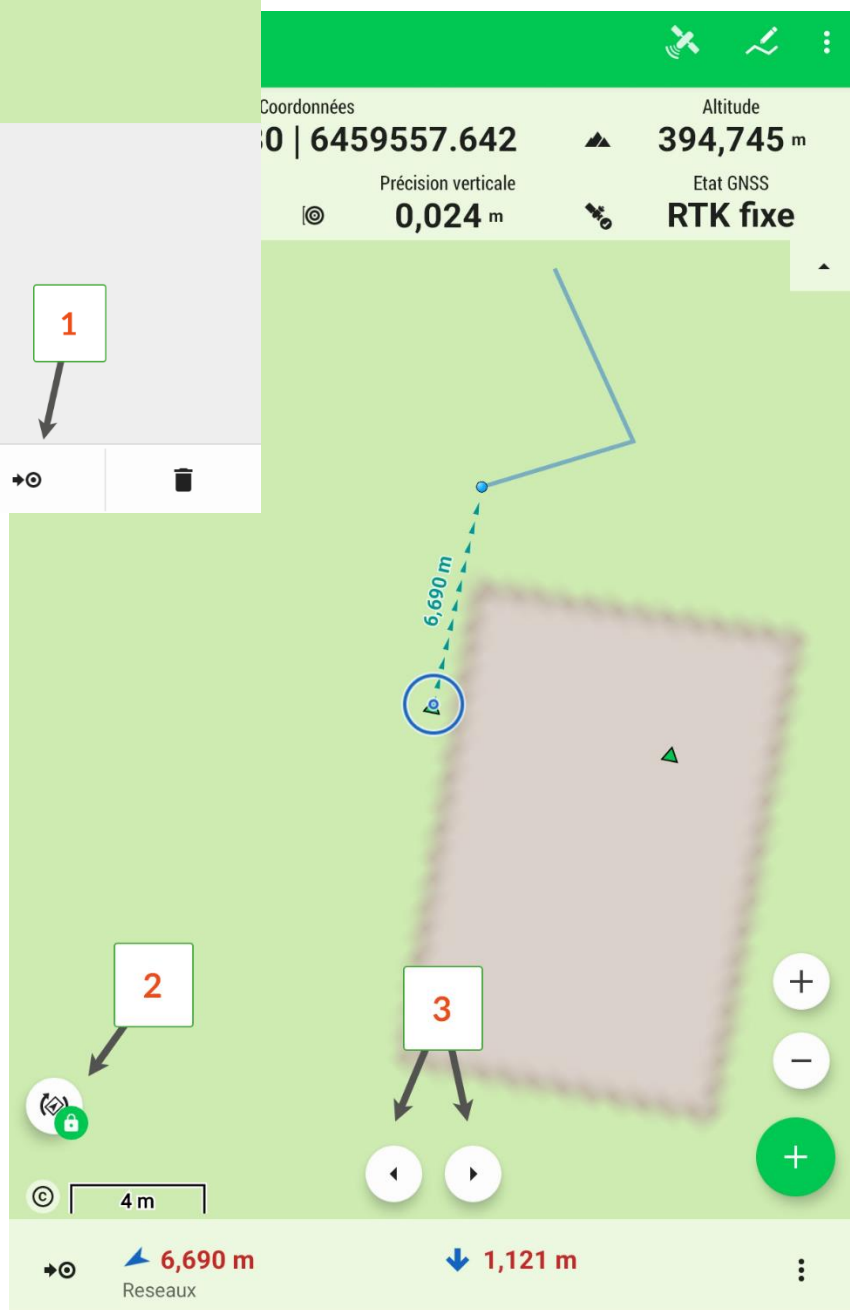 Coordonnées
0 | 6459557.642
Altitude
394,745 m
Précision verticale
0,024 m
Etat GNSS
RTK fixe
1
6,690 m
2
3
4 m
©
6,690 m
1,121 m
Reseaux